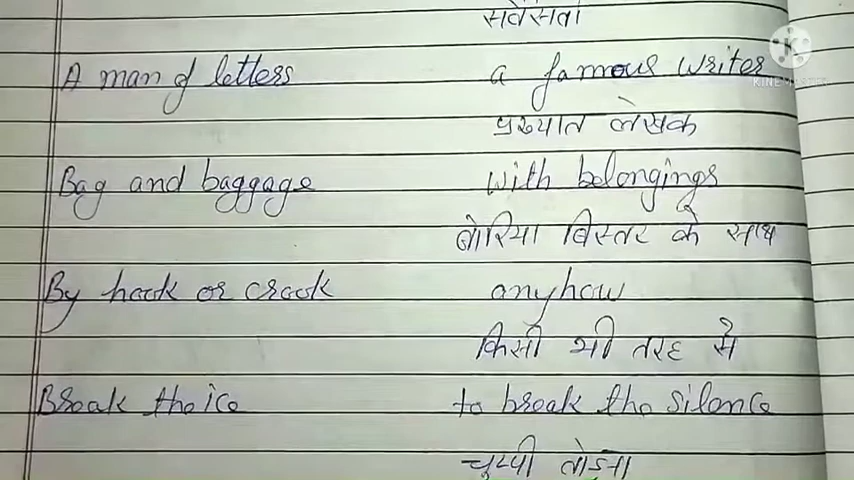 सर्वेसर्वा
A man of letters a famous writer
प्रख्यात लेखक
Bag and baggage with belongings
बोरिया बिस्तर के साथ
By hook or crook anyhow
किसी भी तरह से
Break the ice to break the silence
चुप्पी तोड़ना
KINEMASTER